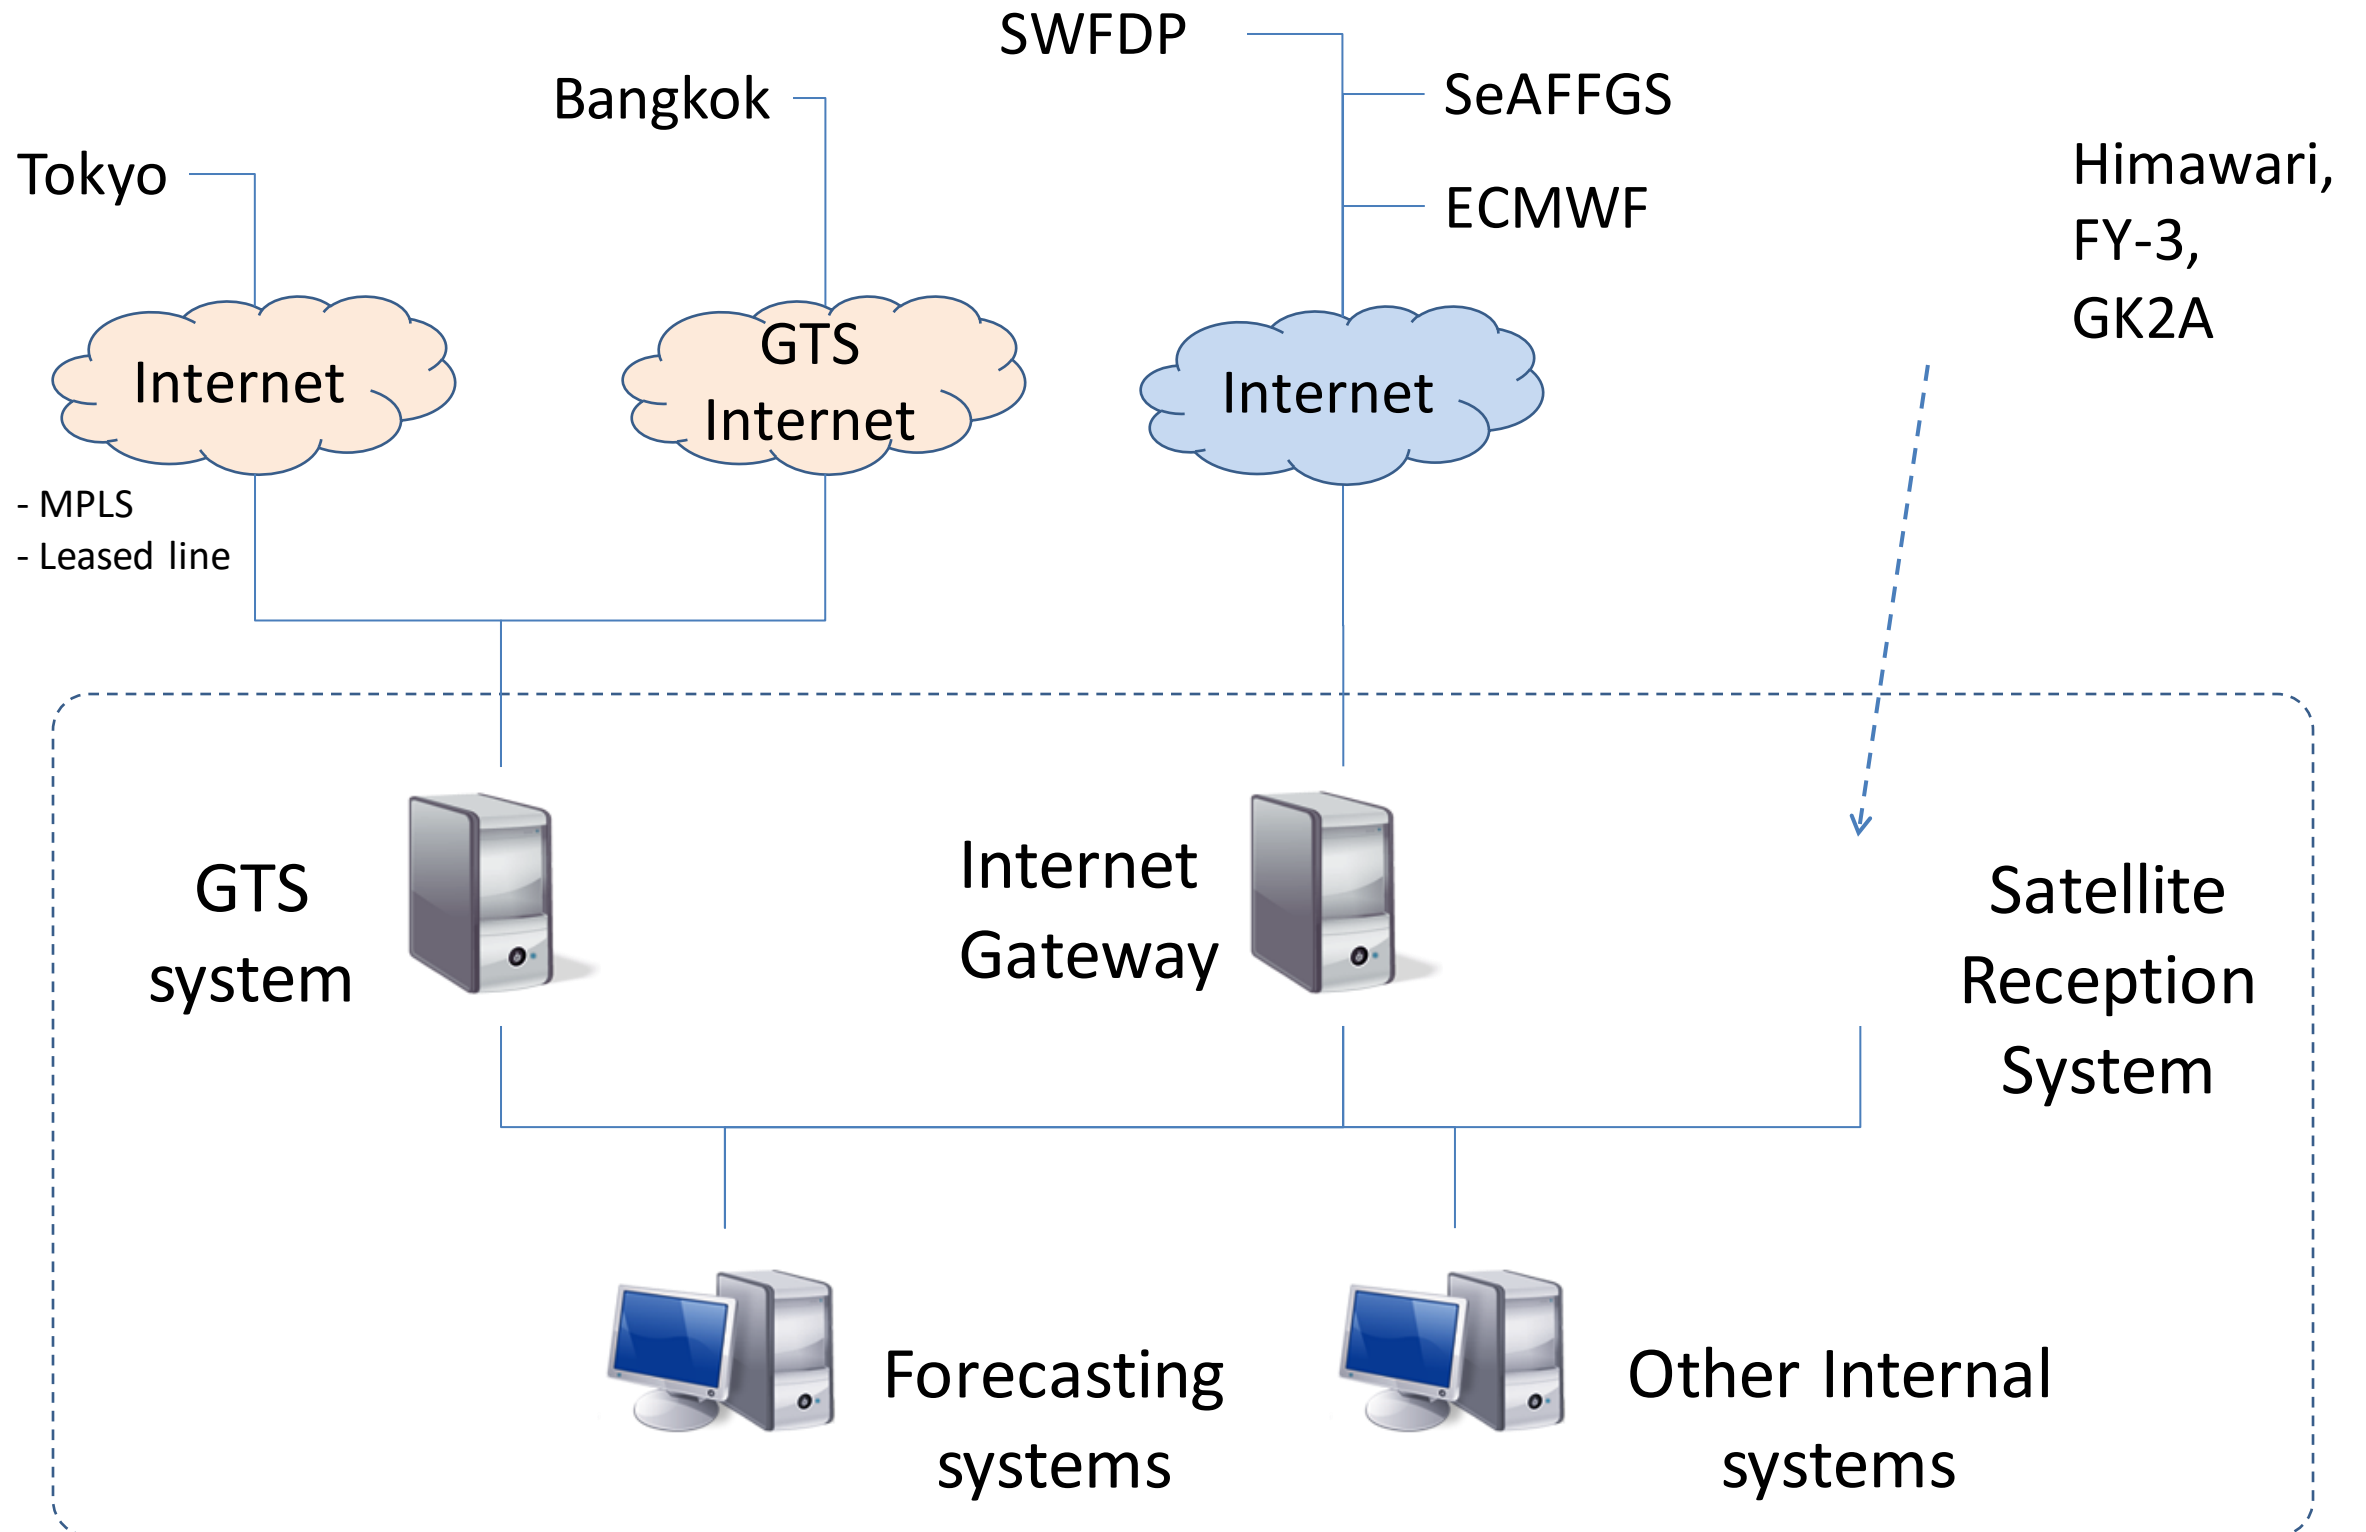 SWFDP
SeAFFGS
Bangkok
Tokyo
ECMWF
Himawari,
FY-3,
GK2A
Internet
GTS
Internet
Internet
- MPLS
- Leased line
GTS
system
Internet
Gateway
Satellite
Reception
System
Forecasting
systems
Other Internal
systems